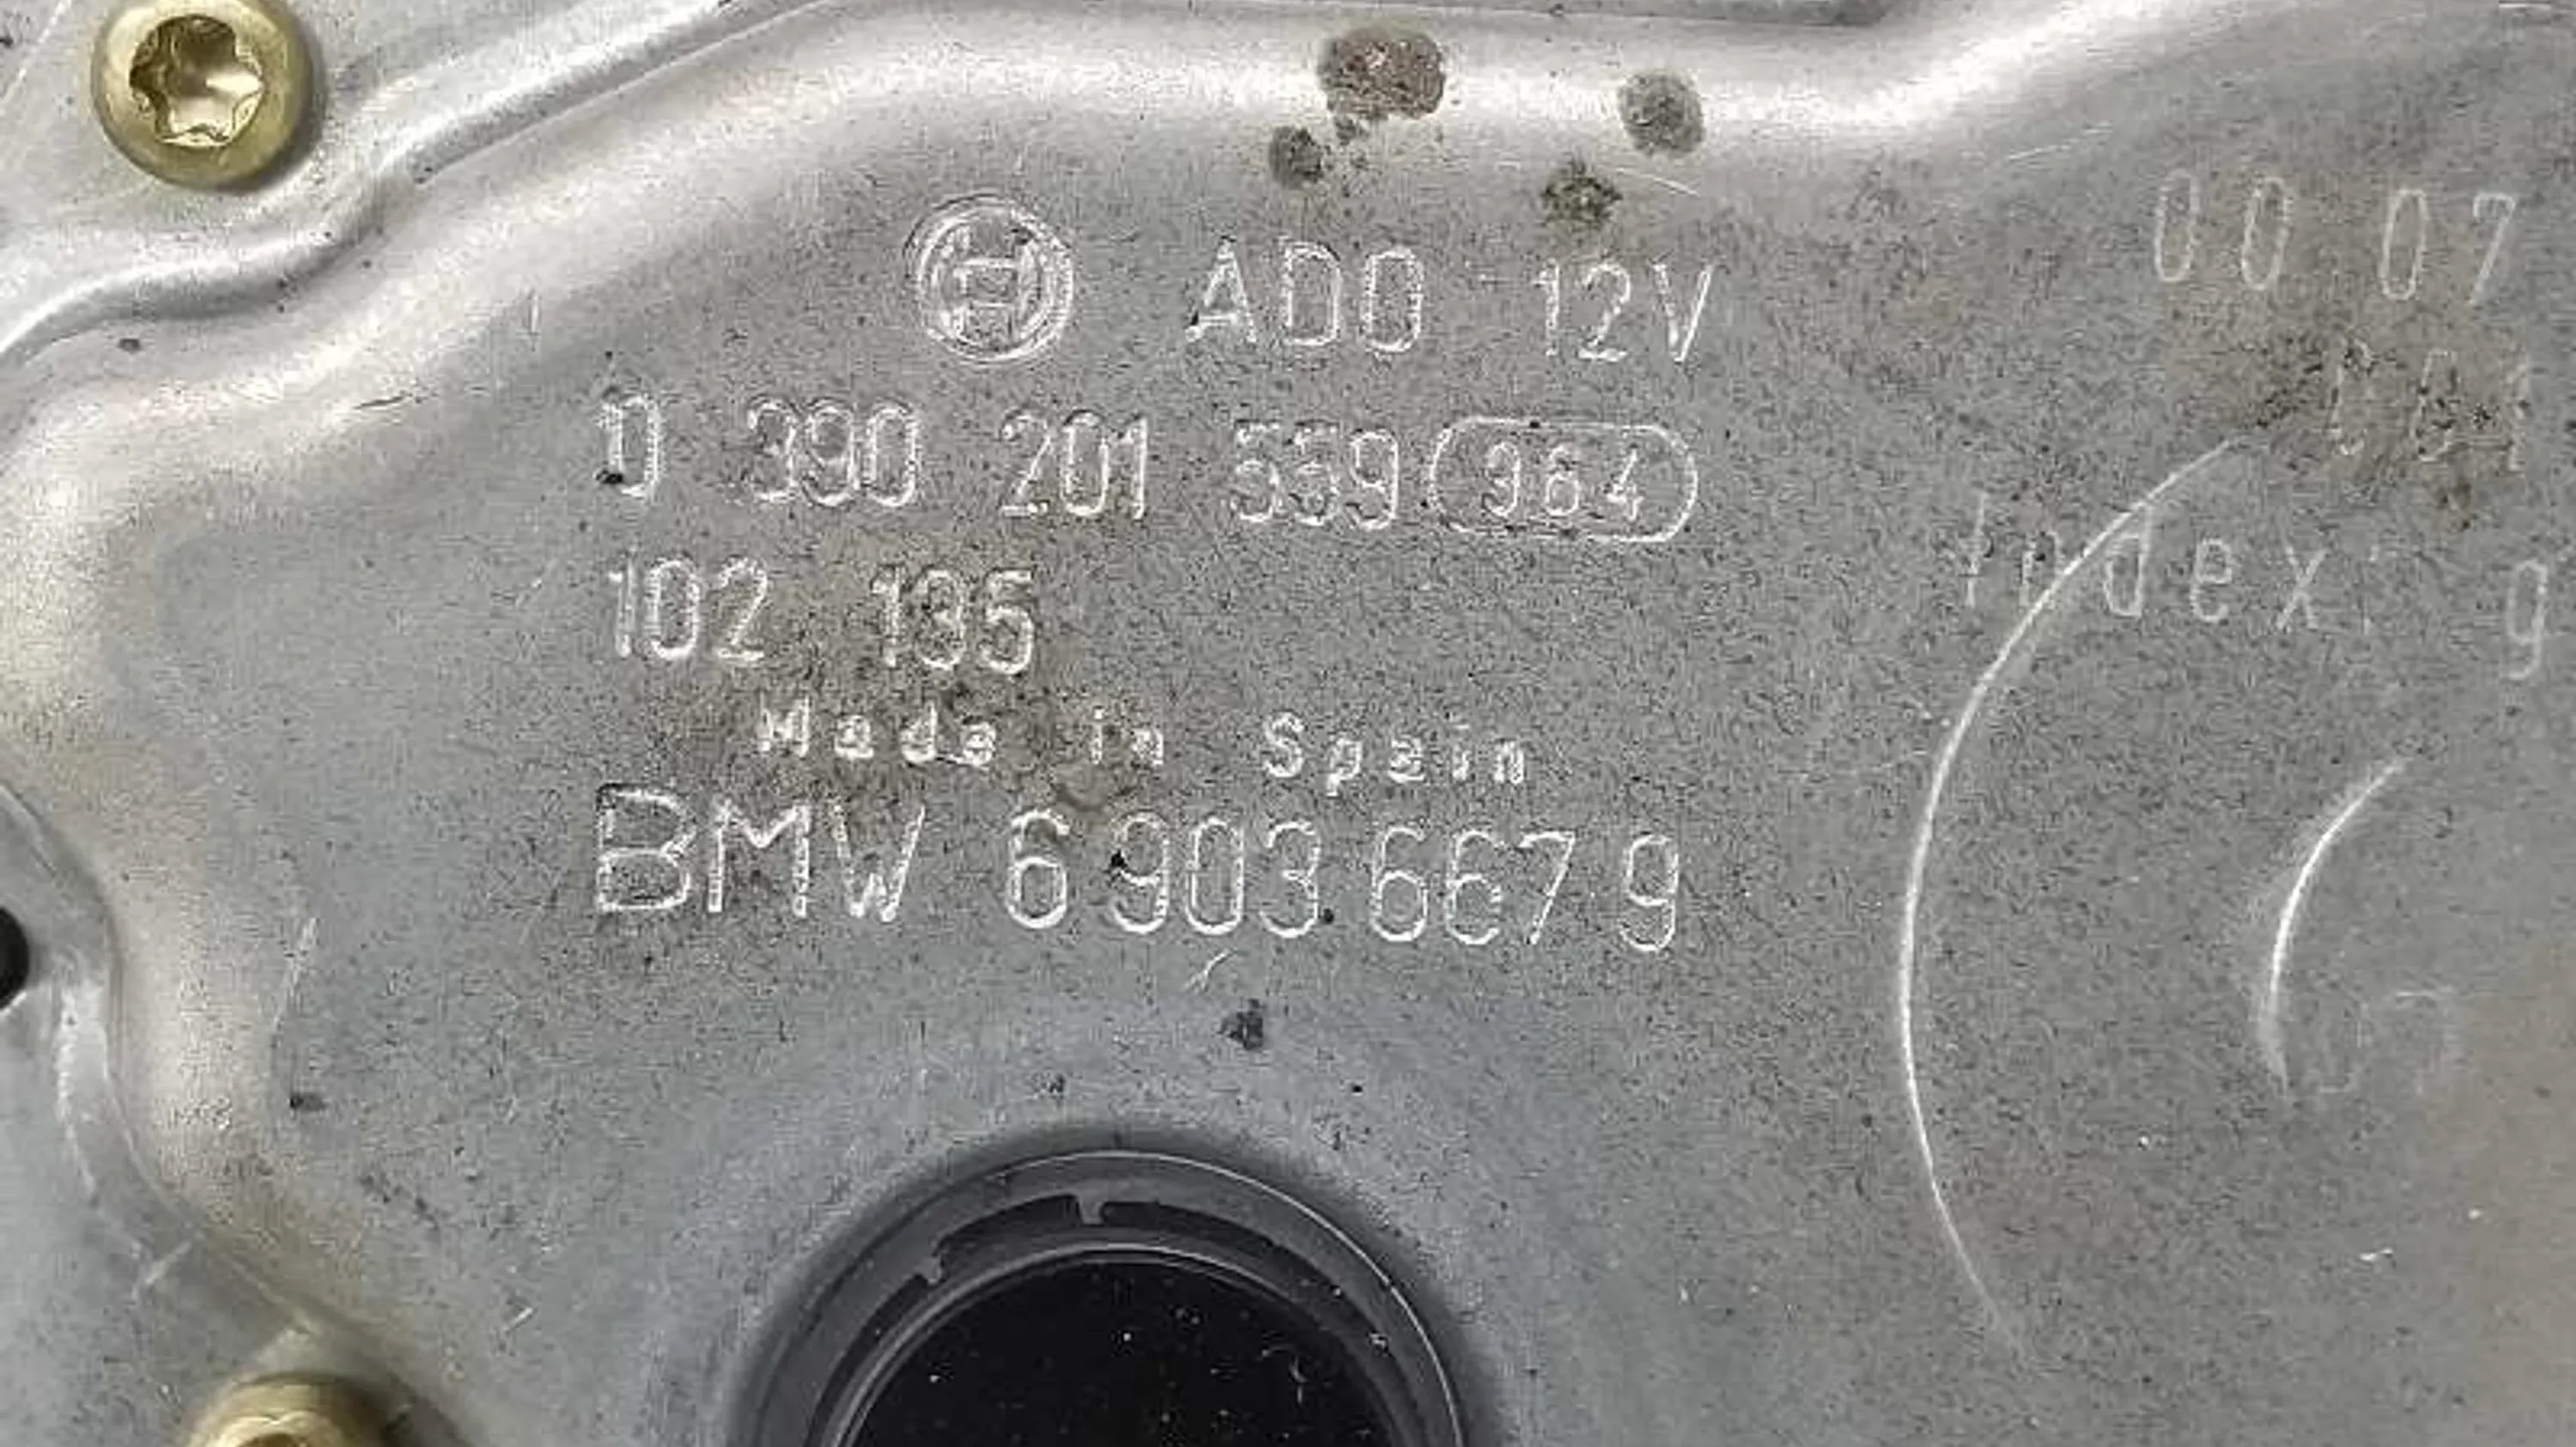 ADO 12V
0 390 201 559 964
102 135
Made in Spain
BMW 6 903 667 9
00 07
Index: g